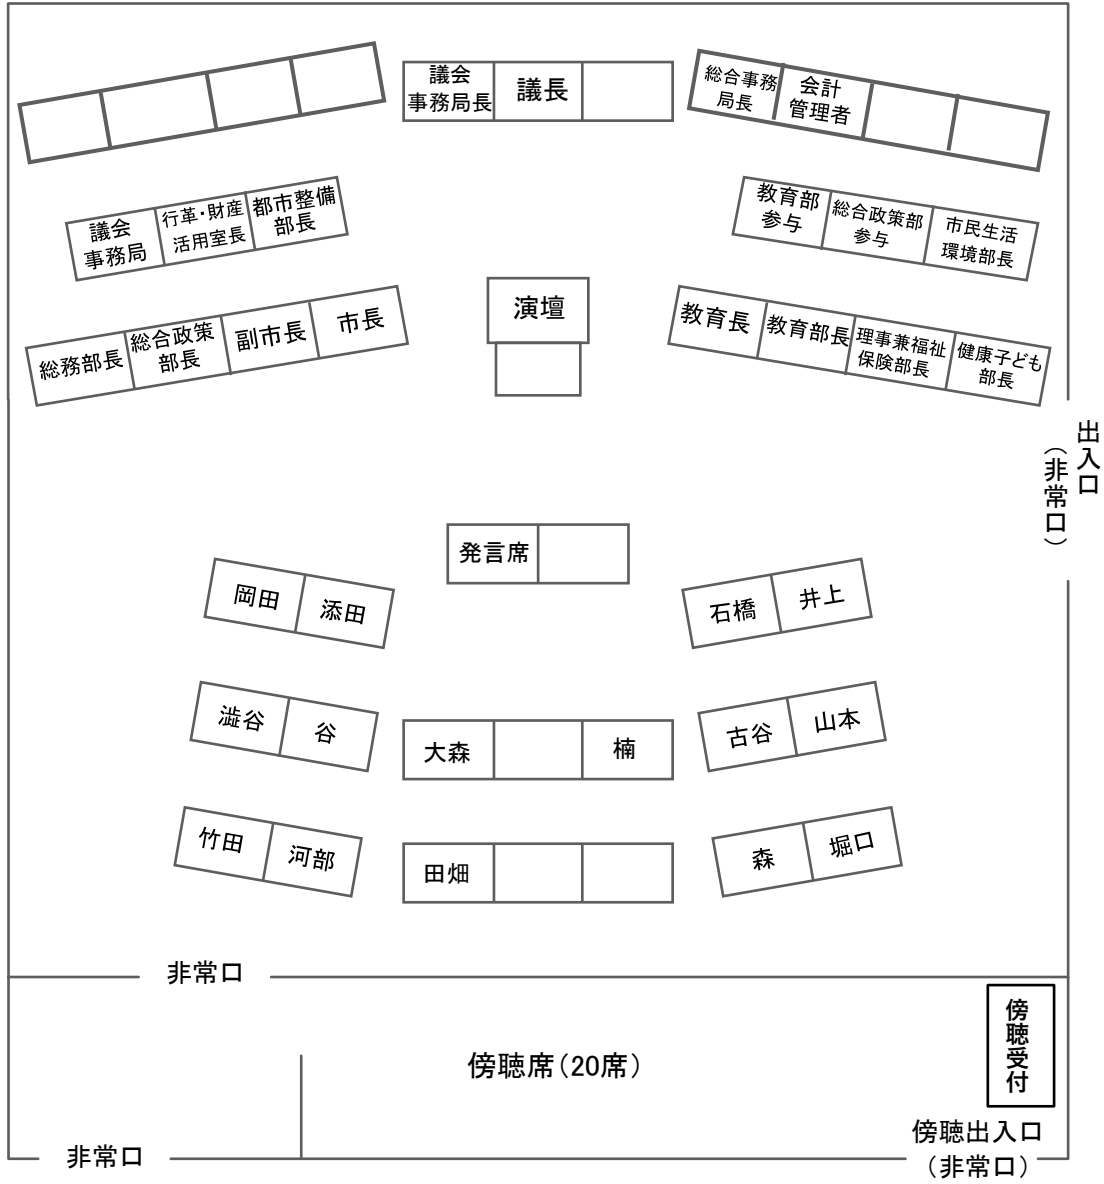 議会
事務局長
議長
総合事務
局長
会計
管理者
議会
事務局
行革・財産
活用室長
都市整備
部長
教育部
参与
総合政策部
参与
市民生活
環境部長
総務部長
総合政策
部長
副市長
市長
演壇
教育長
教育部長
理事兼福祉
保険部長
健康子ども
部長
出入口
（非常口）
発言席
岡田
添田
石橋
井上
澁谷
谷
大森
楠
古谷
山本
竹田
河部
田畑
森
堀口
非常口
傍聴受付
傍聴席（20席）
非常口
傍聴出入口
（非常口）